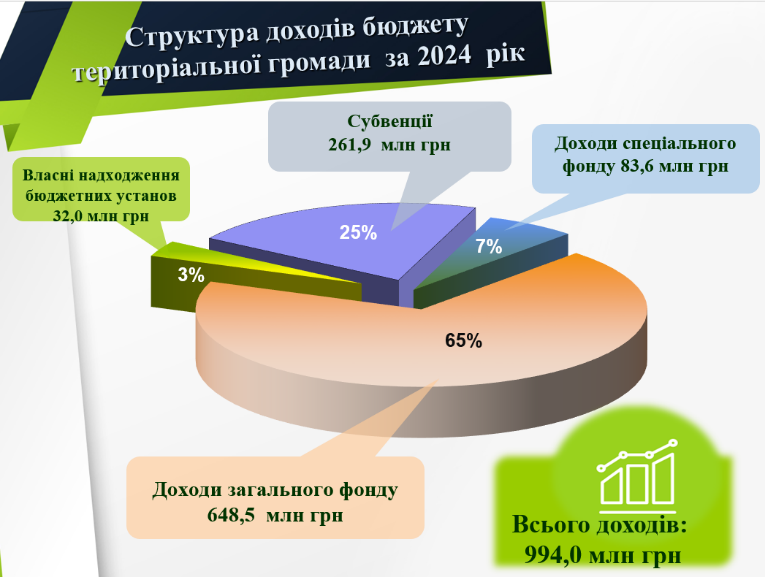 Структура доходів бюджету
територіальної громади за 2024 рік
Субвенції
261,9 млн грн
Доходи спеціального
фонду 83,6 млн грн
Власні надходження
бюджетних установ
32,0 млн грн
25%
7%
3%
65%
Доходи загального фонду
648,5 млн грн
Всього доходів:
994,0 млн грн